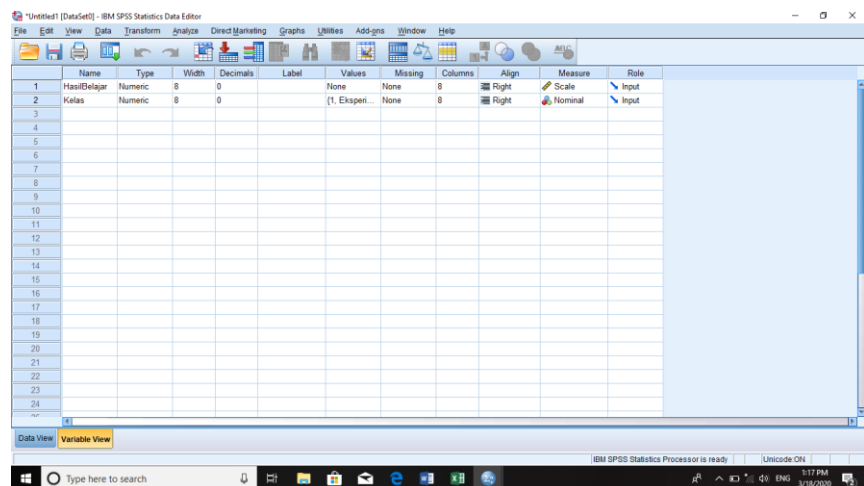 *Untitled1 [DataSet0] - IBM SPSS Statistics Data Editor
File Edit View Data Transform Analyze Direct Marketing Graphs Utilities Add-ons Window Help
Name Type Width Decimals Label Values Missing Columns Align Measure Role
1 HasilBelajar Numeric 8 0 None None 8 Right Scale Input
2 Kelas Numeric 8 0 {1, Eksperi... None 8 Right Nominal Input
3
4
5
6
7
8
9
10
11
12
13
14
15
16
17
18
19
20
21
22
23
24
Data View Variable View
IBM SPSS Statistics Processor is ready Unicode:ON
Type here to search ENG 1:17 PM
3/18/2020